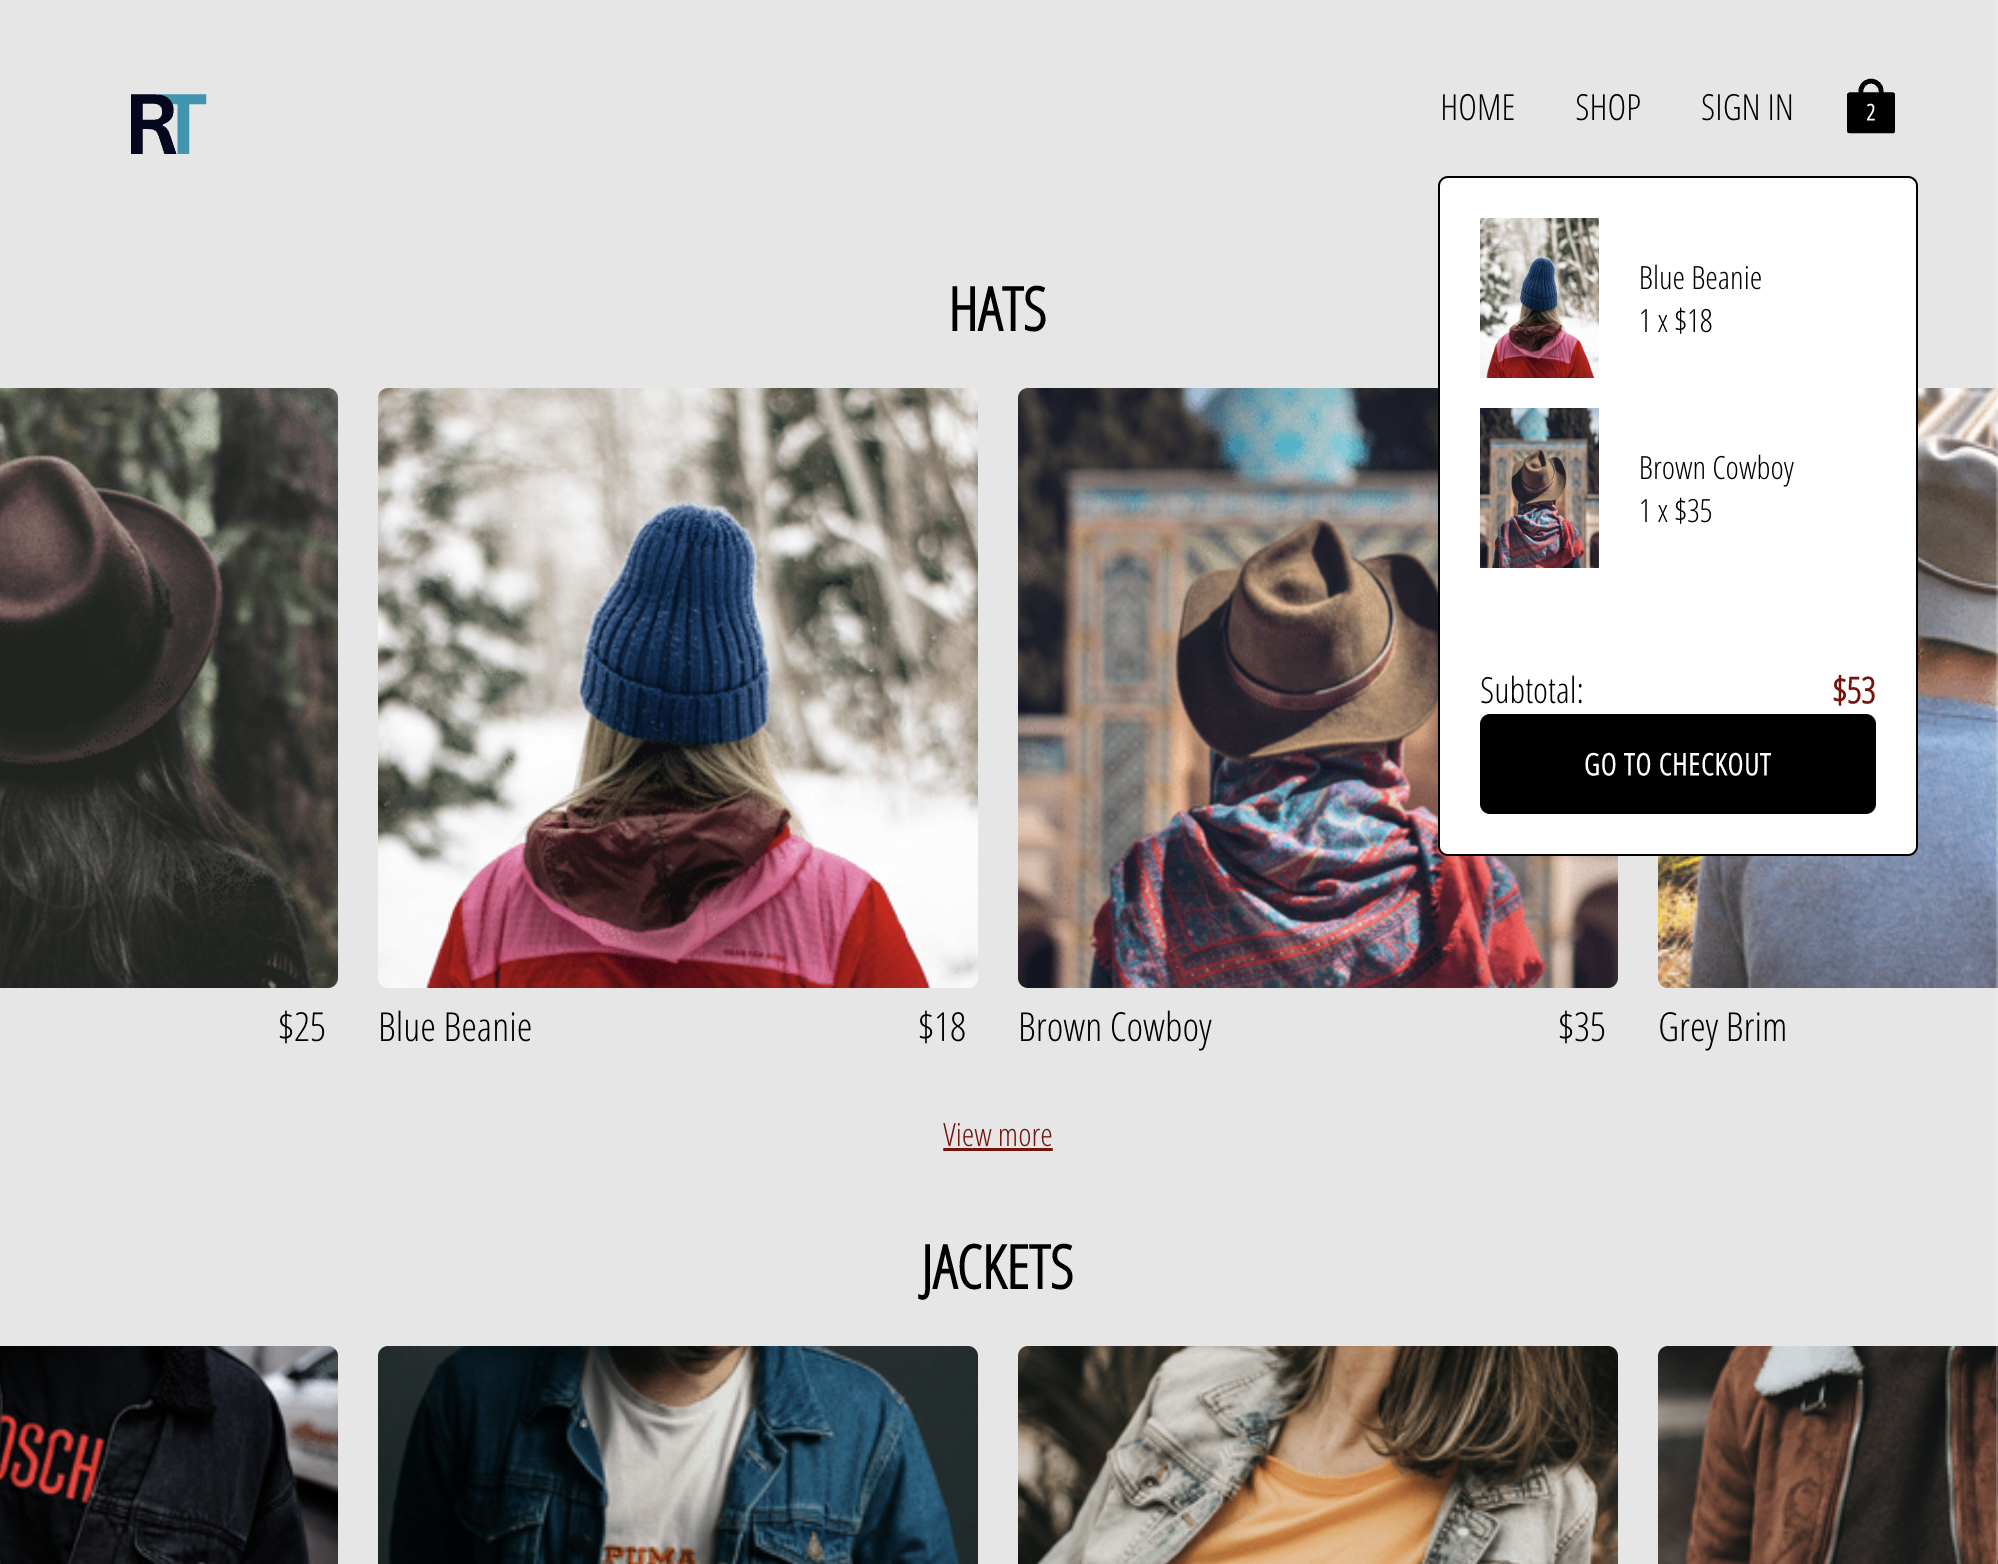 RT
HOME
SHOP
SIGN IN
2
Blue Beanie
1 x $18
Brown Cowboy
1 x $35
Subtotal:
$53
GO TO CHECKOUT
HATS
$25
Blue Beanie
$18
Brown Cowboy
$35
Grey Brim
View more
JACKETS
OSCH
PUMA